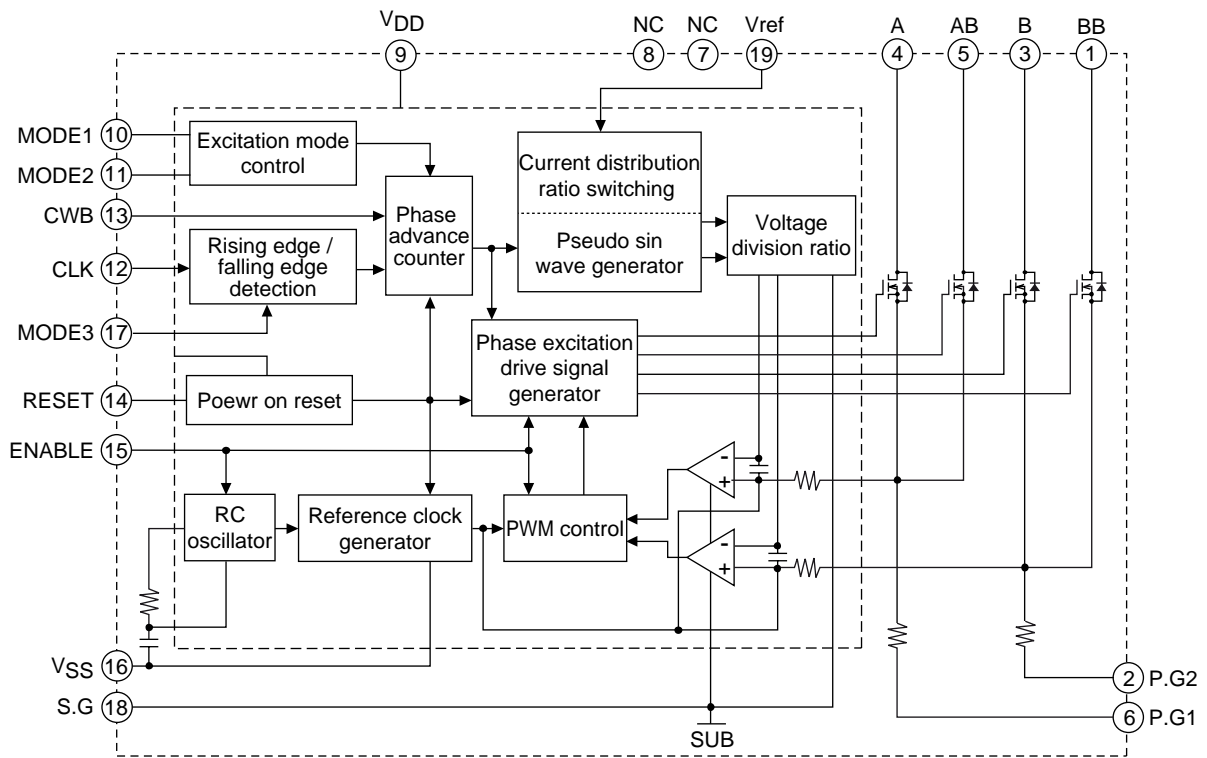 VDD
NC
NC
Vref
A
AB
B
BB
9
8
7
19
4
5
3
1
MODE1 10
MODE2 11
CWB 13
CLK 12
MODE3 17
RESET 14
ENABLE 15
VSS 16
S.G 18
Excitation mode
control
Phase
advance
counter
Rising edge /
falling edge
detection
Current distribution
ratio switching
Pseudo sin
wave generator
Voltage
division ratio
Phase excitation
drive signal
generator
Poewr on reset
RC
oscillator
Reference clock
generator
PWM control
-
+
-
+
SUB
2 P.G2
6 P.G1